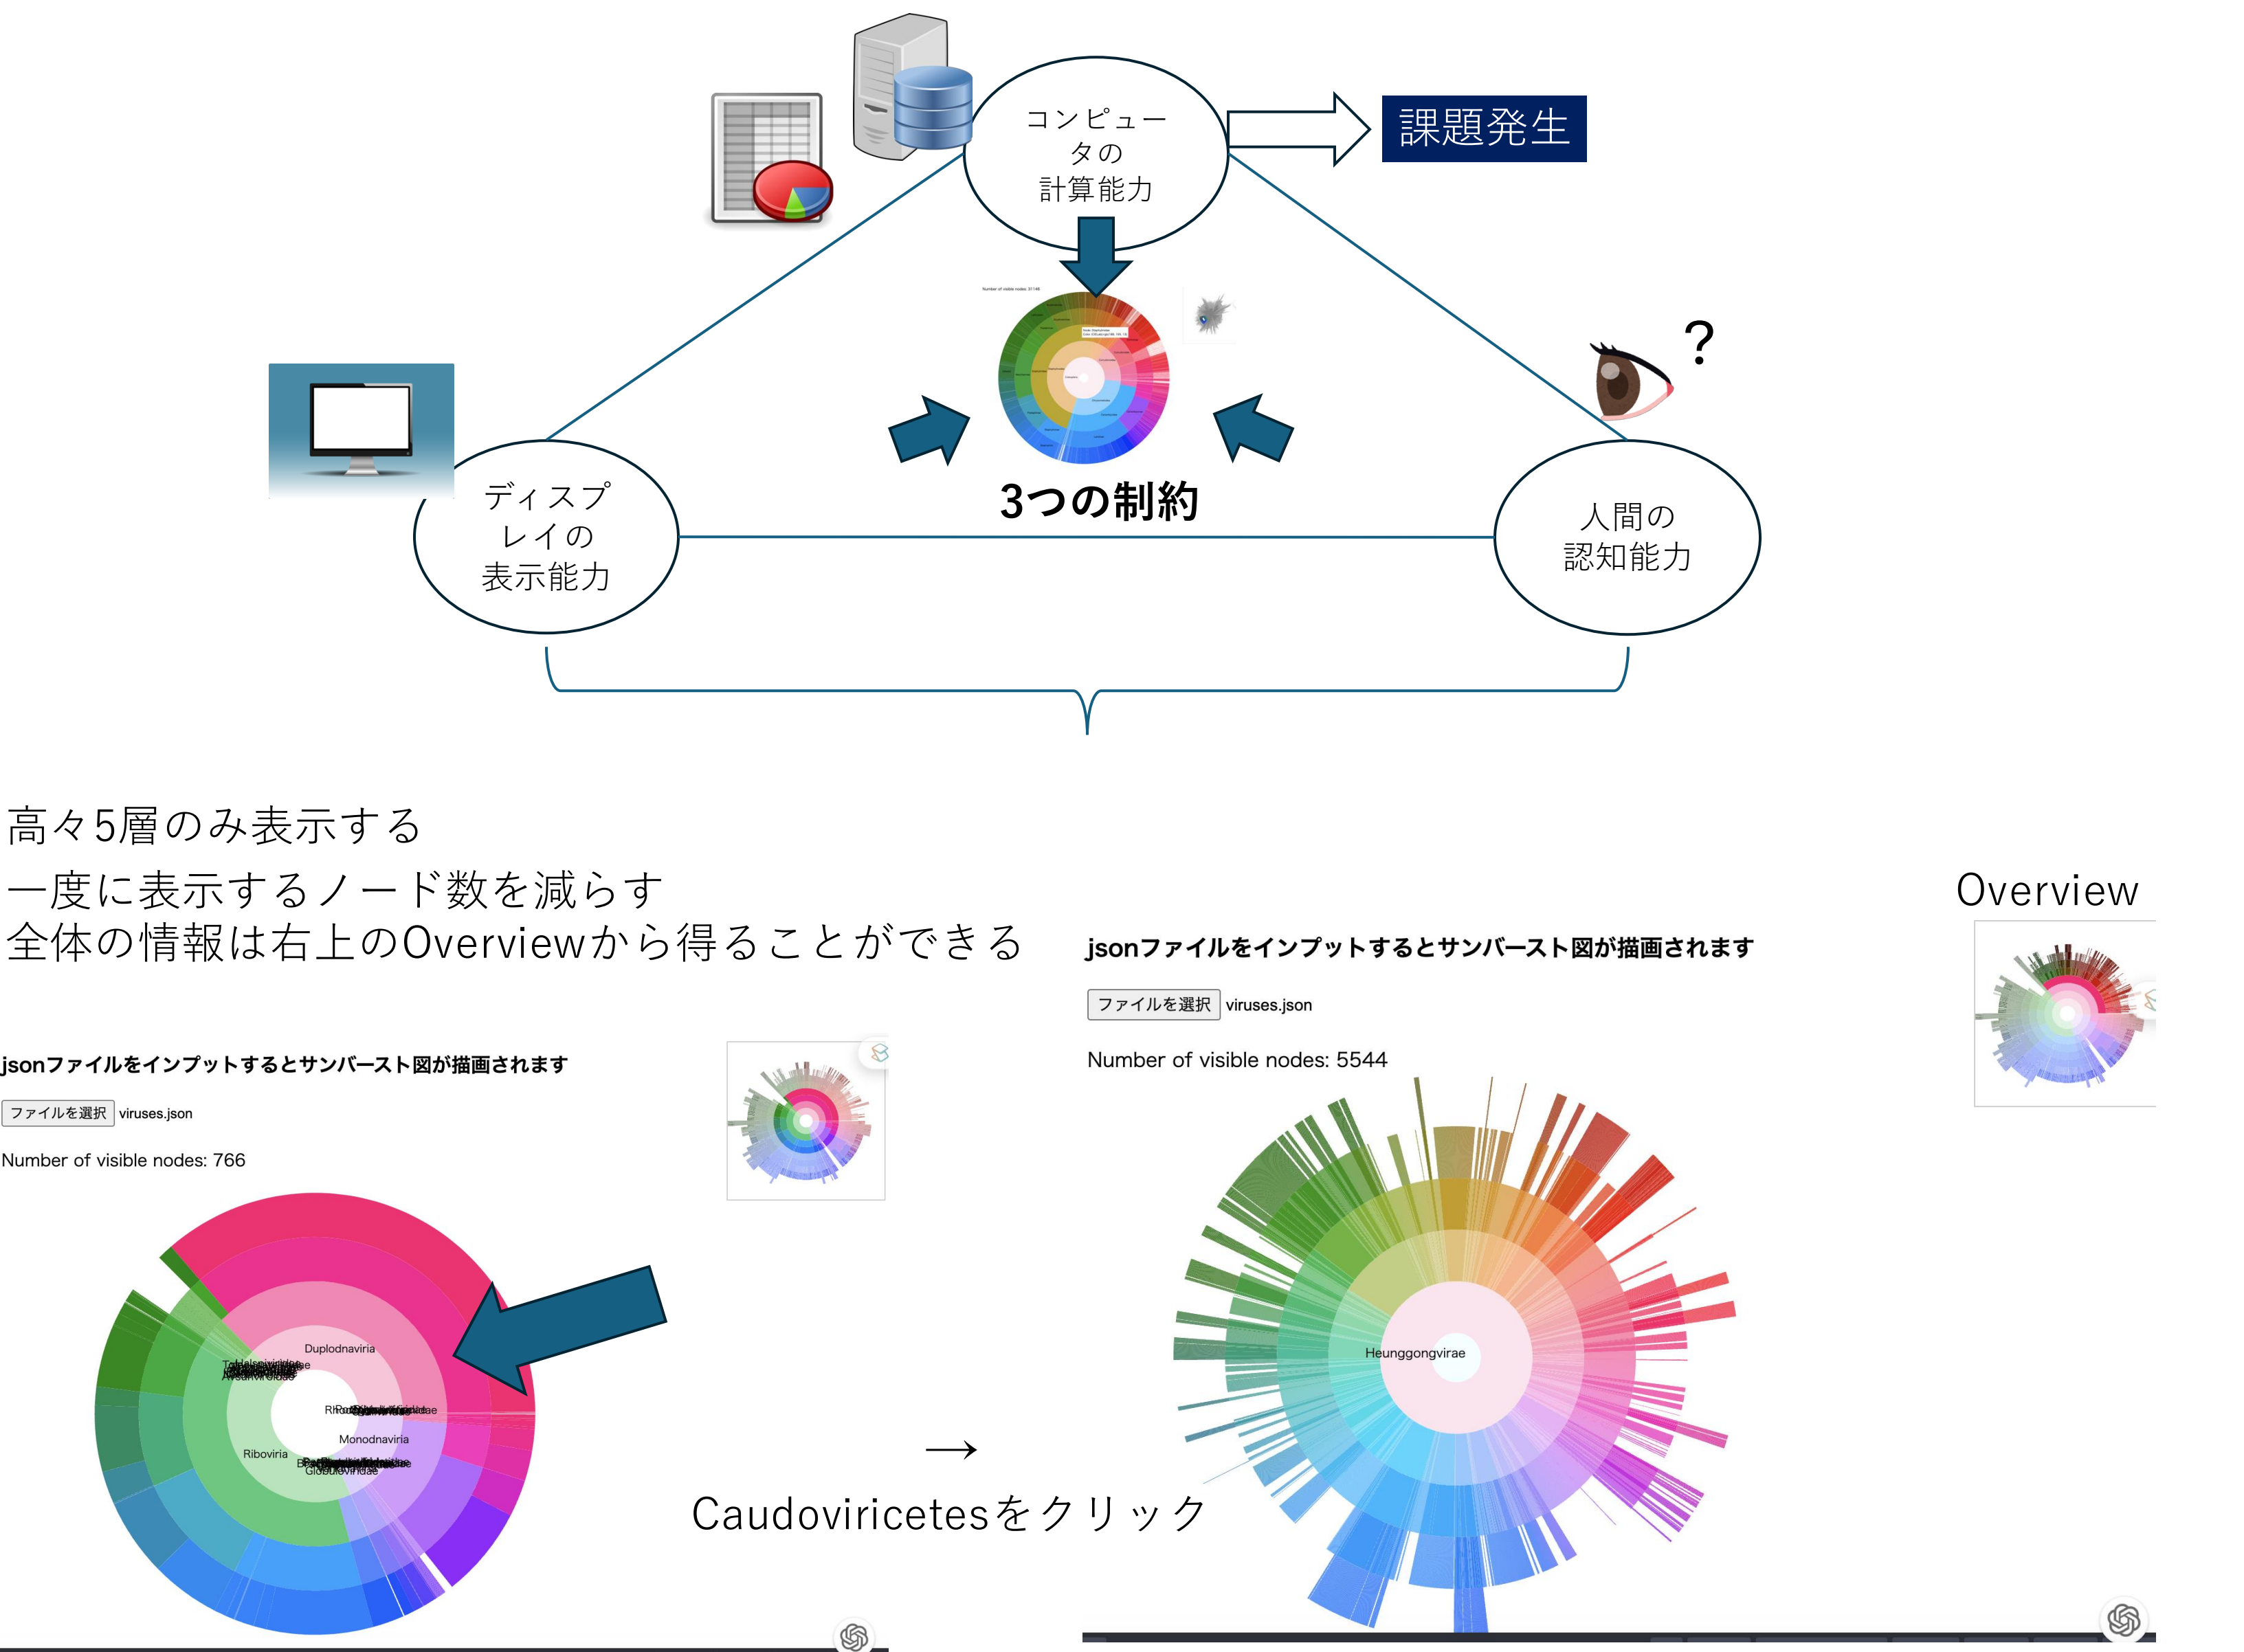 コンピュー
タの
計算能力
課題発生
Number of visible nodes: 31148
?
ディスプ
レイの
表示能力
3つの制約
人間の
認知能力
高々5層のみ表示する
一度に表示するノード数を減らす
全体の情報は右上のOverviewから得ることができる
Overview
jsonファイルをインプットするとサンバースト図が描画されます
ファイルを選択 viruses.json
Number of visible nodes: 766
Duplodnaviria
Monodnaviria
Riboviria
Globuloviridae
→
Caudoviricetesをクリック
jsonファイルをインプットするとサンバースト図が描画されます
ファイルを選択 viruses.json
Number of visible nodes: 5544
Heunggongvirae